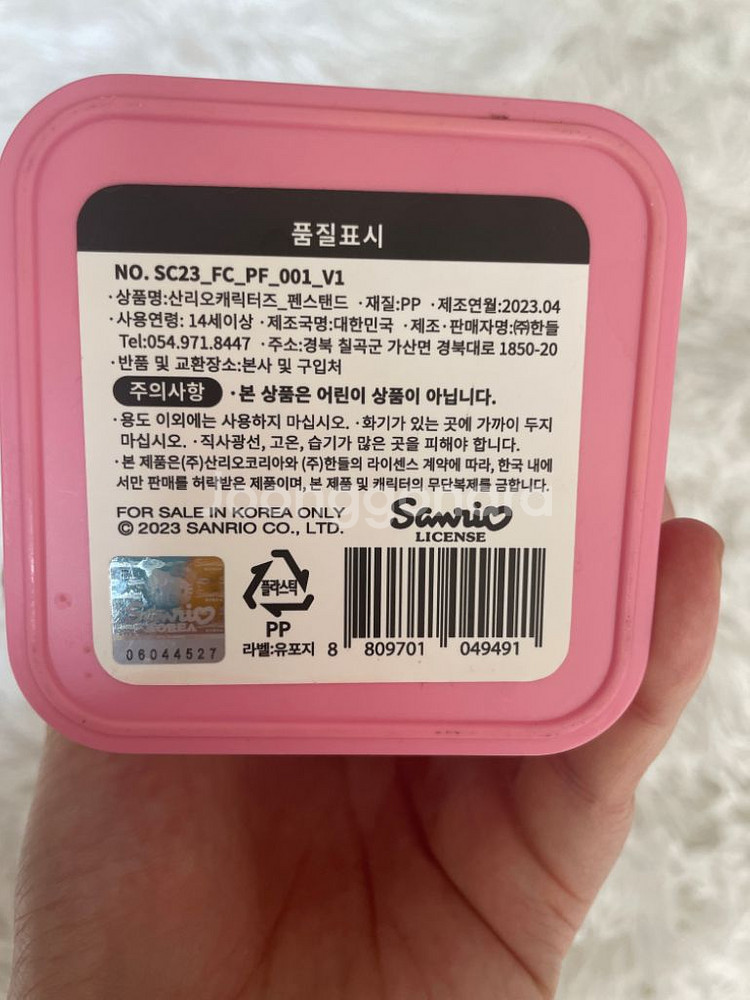 품질표시
NO. SC23_FC_PF_001_V1
·상품명:산리오캐릭터즈_펜스탠드 ·재질:PP ·제조연월:2023.04
·사용연령: 14세이상 ·제조국명:대한민국 ·제조·판매자명:㈜한들
Tel:054.971.8447 ·주소:경북 칠곡군 가산면 경북대로 1850-20
·반품 및 교환장소:본사 및 구입처
주의사항 ·본 상품은 어린이 상품이 아닙니다.
·용도 이외에는 사용하지 마십시오. ·화기가 있는 곳에 가까이 두지
마십시오. ·직사광선, 고온, 습기가 많은 곳을 피해야 합니다.
·본 제품은(주)산리오코리아와 (주)한들의 라이센스 계약에 따라, 한국 내에
서만 판매를 허락받은 제품이며, 본 제품 및 캐릭터의 무단복제를 금합니다.
FOR SALE IN KOREA ONLY
© 2023 SANRIO CO., LTD.
Sanrio
LICENSE
Sanrio
KOREA
06044527
플라스틱
PP
라벨:유포지
8 809701 049491